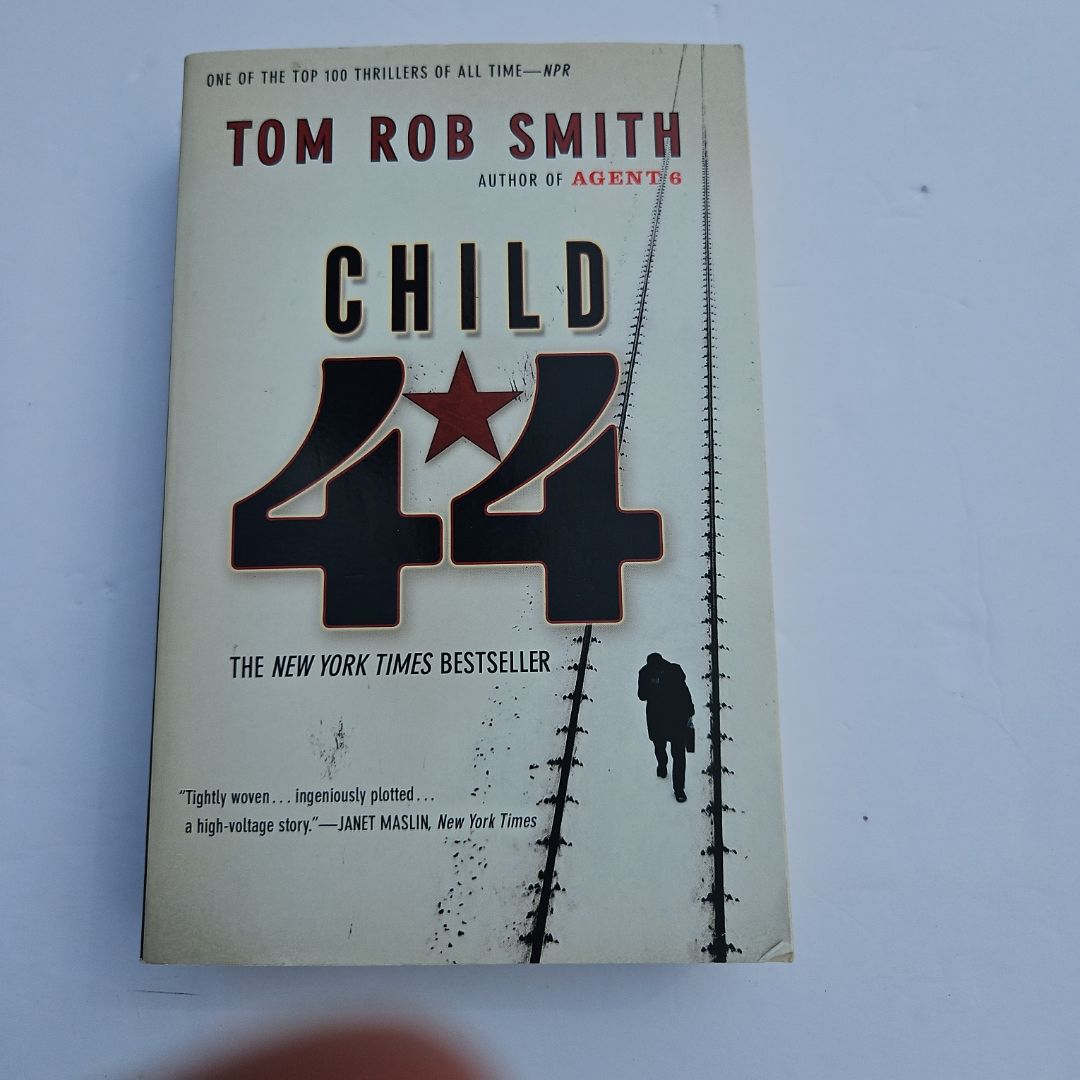 ONE OF THE TOP 100 THRILLERS OF ALL TIME—NPR
TOM ROB SMITH
AUTHOR OF AGENT 6
CHILD
44
THE NEW YORK TIMES BESTSELLER
"Tightly woven... ingeniously plotted...
a high-voltage story."—JANET MASLIN, New York Times